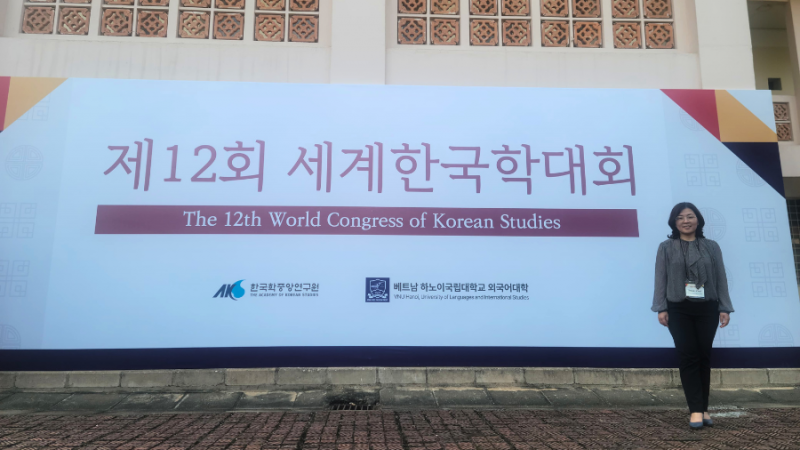 제12회 세계한국학대회
The 12th World Congress of Korean Studies
AKS 한국학중앙연구원
THE ACADEMY OF KOREAN STUDIES
베트남 하노이국립대학교 외국어대학
VNU Hanoi, University of Languages and International Studies